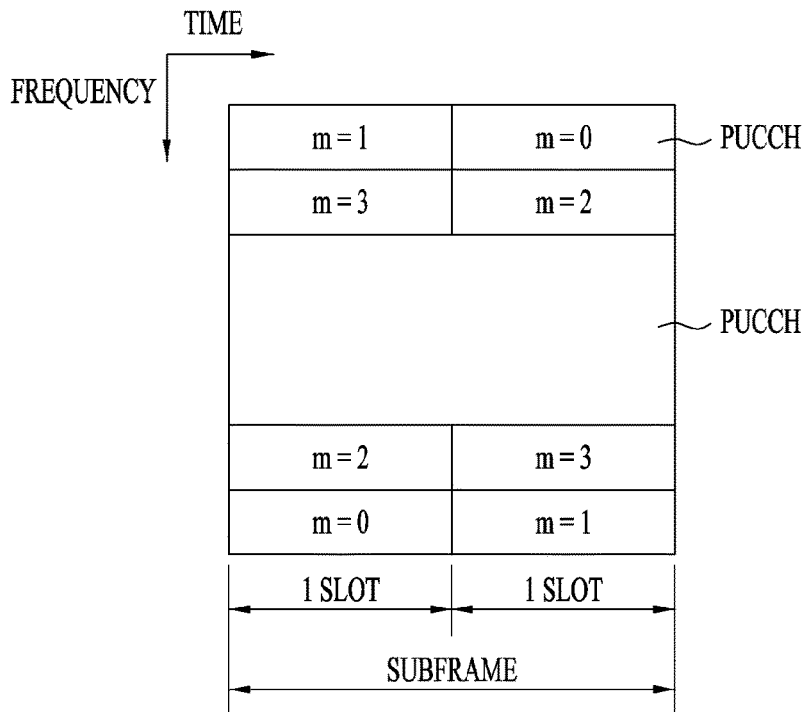 TIME
FREQUENCY
m = 1 m = 0 PUCCH
m = 3 m = 2
PUCCH
m = 2 m = 3
m = 0 m = 1
1 SLOT 1 SLOT
SUBFRAME